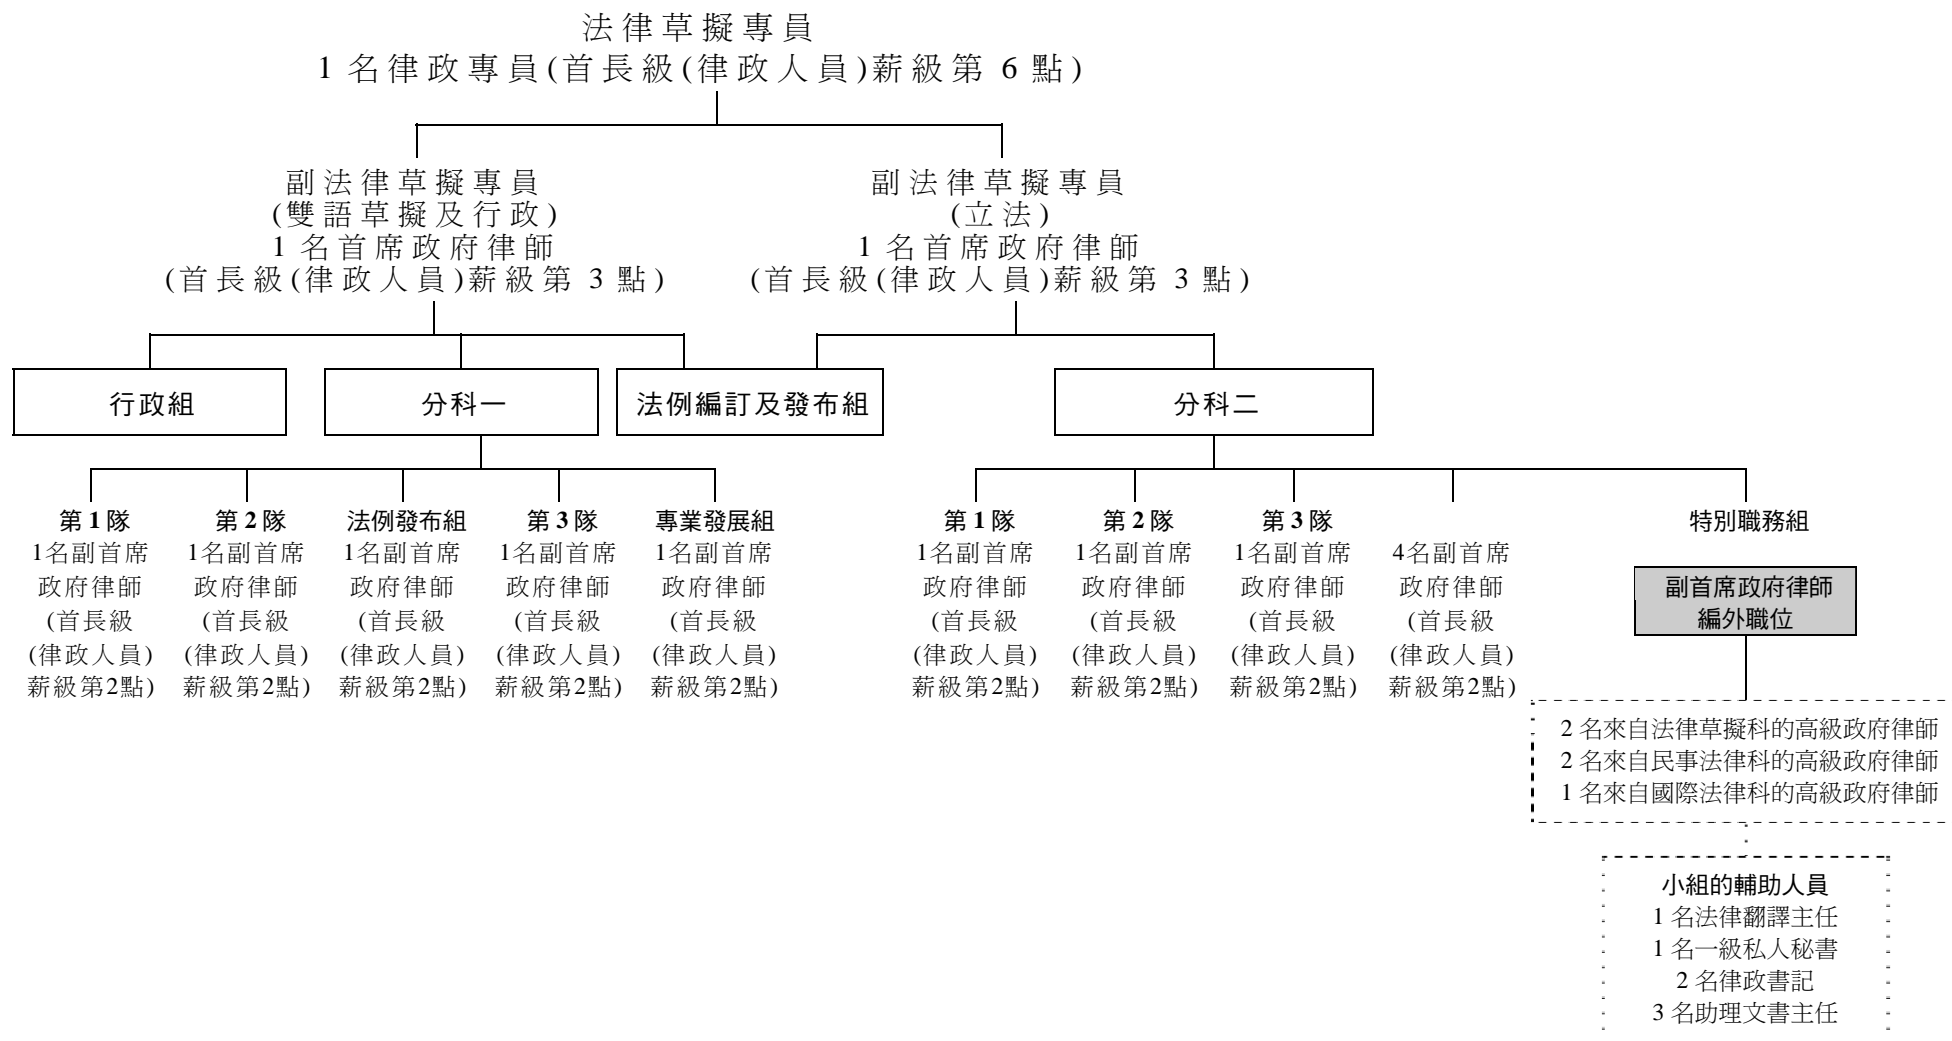 法律草擬專員
1 名律政專員(首長級(律政人員)薪級第 6 點)
副法律草擬專員
(雙語草擬及行政)
1 名首席政府律師
(首長級(律政人員)薪級第 3 點)
副法律草擬專員
(立法)
1 名首席政府律師
(首長級(律政人員)薪級第 3 點)
行政組
分科一
法例編訂及發布組
分科二
第 1 隊
1名副首席
政府律師
(首長級
(律政人員)
薪級第2點)
第 2 隊
1名副首席
政府律師
(首長級
(律政人員)
薪級第2點)
法例發布組
1名副首席
政府律師
(首長級
(律政人員)
薪級第2點)
第 3 隊
1名副首席
政府律師
(首長級
(律政人員)
薪級第2點)
專業發展組
1名副首席
政府律師
(首長級
(律政人員)
薪級第2點)
第 1 隊
1名副首席
政府律師
(首長級
(律政人員)
薪級第2點)
第 2 隊
1名副首席
政府律師
(首長級
(律政人員)
薪級第2點)
第 3 隊
1名副首席
政府律師
(首長級
(律政人員)
薪級第2點)
4名副首席
政府律師
(首長級
(律政人員)
薪級第2點)
特別職務組
副首席政府律師
編外職位
2 名來自法律草擬科的高級政府律師
2 名來自民事法律科的高級政府律師
1 名來自國際法律科的高級政府律師
小組的輔助人員
1 名法律翻譯主任
1 名一級私人秘書
2 名律政書記
3 名助理文書主任